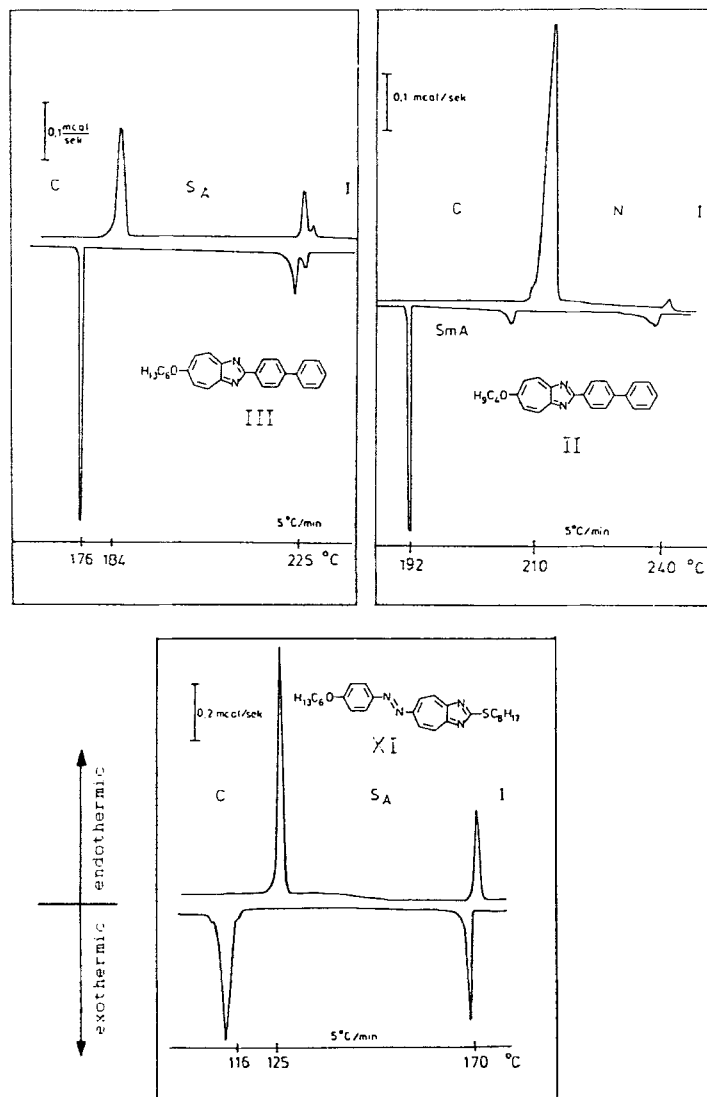 0,1 mcal/sek
C S A I
H13C6O N N
III
5°C/min
176 184 225 °C
0,1 mcal/sek
C N I
SmA
H9C4O N N
II
5°C/min
192 210 240 °C
0,2 mcal/sek
H13C6O N N N N SC8H17
XI
C S A I
5°C/min
116 125 170 °C
endothermic
exothermic